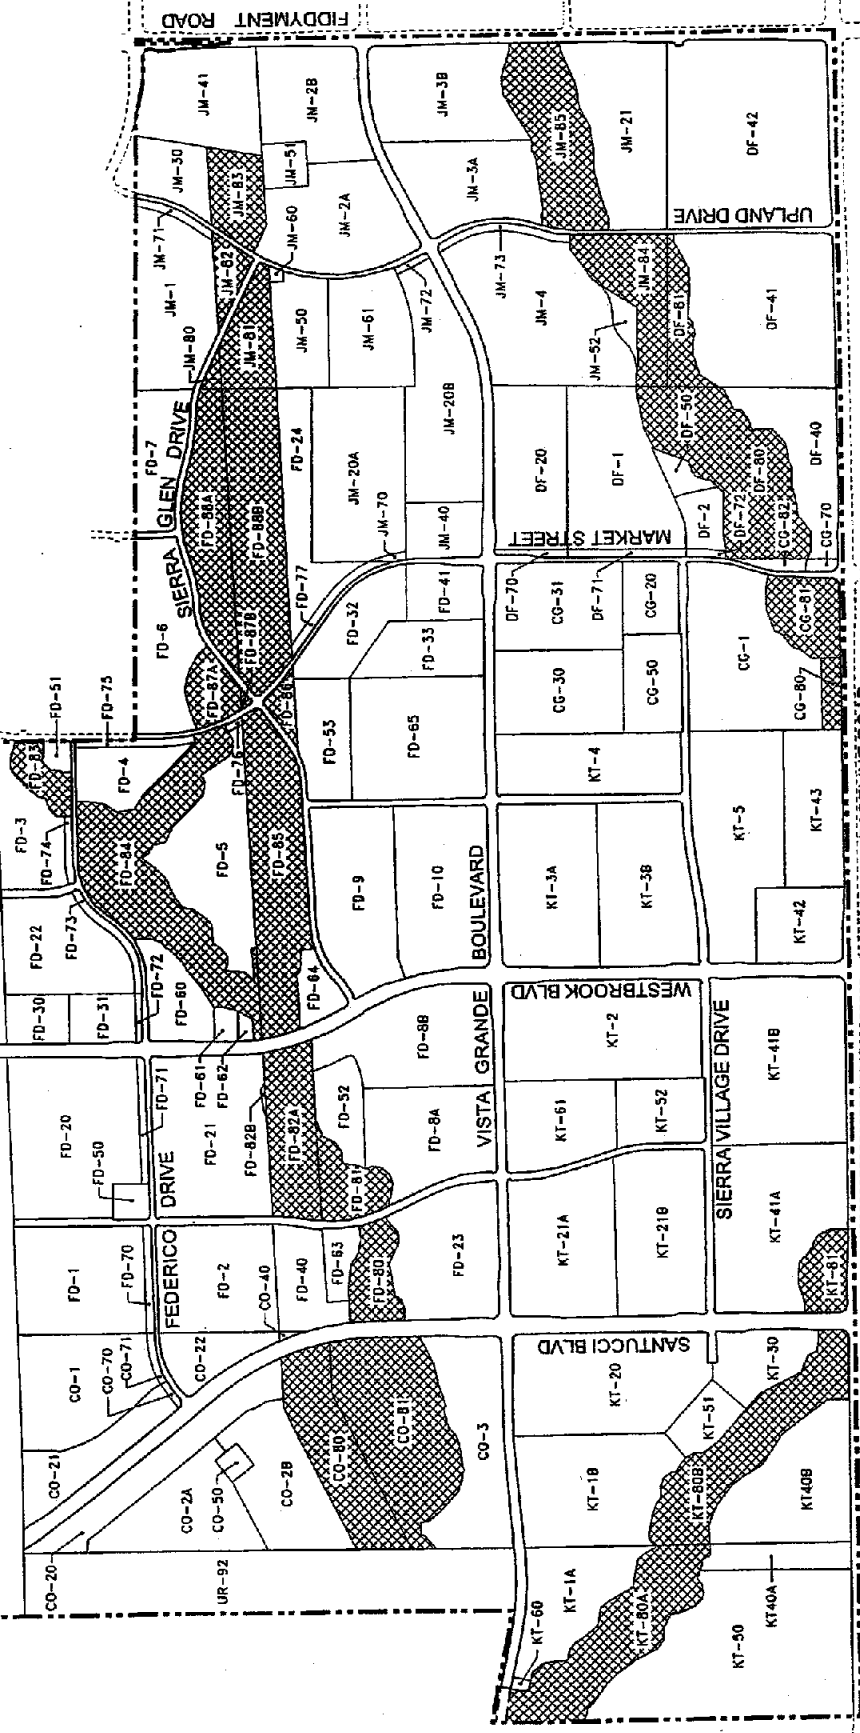 FIDDYMENT ROAD
JM-41
JM-2B
JM-3B
JM-85
JM-21
DF-42
JM-30
JM-83
JM-51
JM-3A
JM-71
JM-60
JM-2A
UPLAND DRIVE
JM-1
JM-82
JM-73
JM-84
JM-80
JM-81
JM-50
JM-61
JM-72
JM-4
JM-52
DF-81
DF-41
FD-7
SIERRA GLEN DRIVE
FD-88A
FD-88B
FD-24
JM-20A
JM-20B
DF-20
DF-1
DF-50
DF-80
DF-40
JM-70
JM-40
MARKET STREET
DF-2
DF-72
CG-82
CG-70
FD-6
FD-87B
FD-77
FD-32
FD-41
DF-70
CG-31
DF-71
CG-20
CG-81
FD-87A
FD-33
CG-1
FD-51
FD-75
FD-86
FD-53
FD-65
CG-30
CG-50
CG-80
FD-83
FD-4
FD-76
KT-4
FD-3
FD-74
FD-84
FD-5
FD-85
FD-9
FD-10
KT-3A
KT-3B
KT-5
KT-43
FD-22
FD-73
KT-42
FD-30
FD-31
FD-72
FD-60
FD-64
VISTA GRANDE BOULEVARD
WESTBROOK BLVD
FD-61
FD-62
FD-8B
KT-2
KT-41B
FD-20
FD-71
FD-21
FD-82B
FD-82A
FD-52
FD-8A
KT-61
KT-52
SIERRA VILLAGE DRIVE
FD-50
FD-81
FEDERICO DRIVE
FD-1
FD-70
FD-2
FD-40
FD-63
FD-80
FD-23
KT-21A
KT-21B
KT-41A
KT-81
CO-40
SANTUCCI BLVD
CO-1
CO-70
CO-71
CO-22
KT-20
KT-30
KT-51
CO-21
CO-2A
CO-50
CO-2B
CO-80
CO-81
CO-3
KT-1B
KT-80B
KT40B
CO-20
UR-92
KT-60
KT-1A
KT-80A
KT-50
KT40A